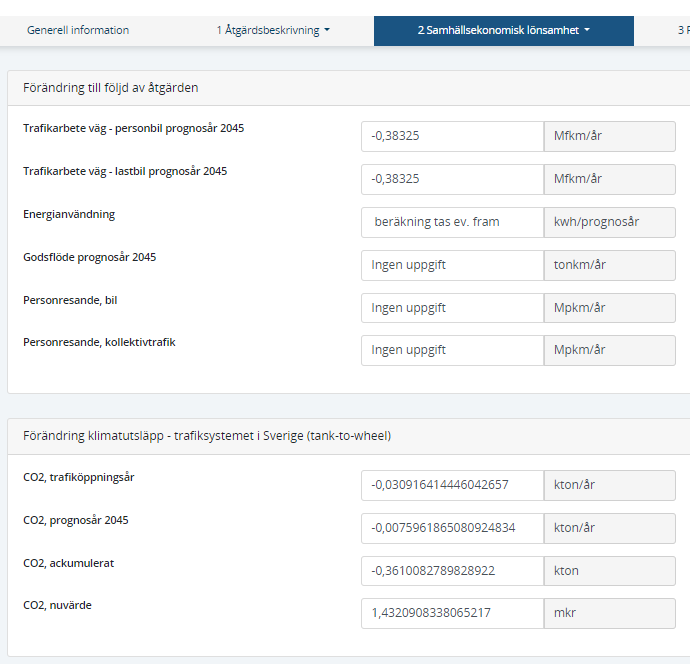 Generell information
1 Åtgärdsbeskrivning
2 Samhällsekonomisk lönsamhet
3
Förändring till följd av åtgärden
Trafikarbete väg - personbil prognosår 2045 -0,38325 Mfkm/år
Trafikarbete väg - lastbil prognosår 2045 -0,38325 Mfkm/år
Energianvändning beräkning tas ev. fram kwh/prognosår
Godsflöde prognosår 2045 Ingen uppgift tonkm/år
Personresande, bil Ingen uppgift Mpkm/år
Personresande, kollektivtrafik Ingen uppgift Mpkm/år
Förändring klimatutsläpp - trafiksystemet i Sverige (tank-to-wheel)
CO2, trafiköppningsår -0,030916414446042657 kton/år
CO2, prognosår 2045 -0,0075961865080924834 kton/år
CO2, ackumulerat -0,3610082789828922 kton
CO2, nuvärde 1,4320908338065217 mkr